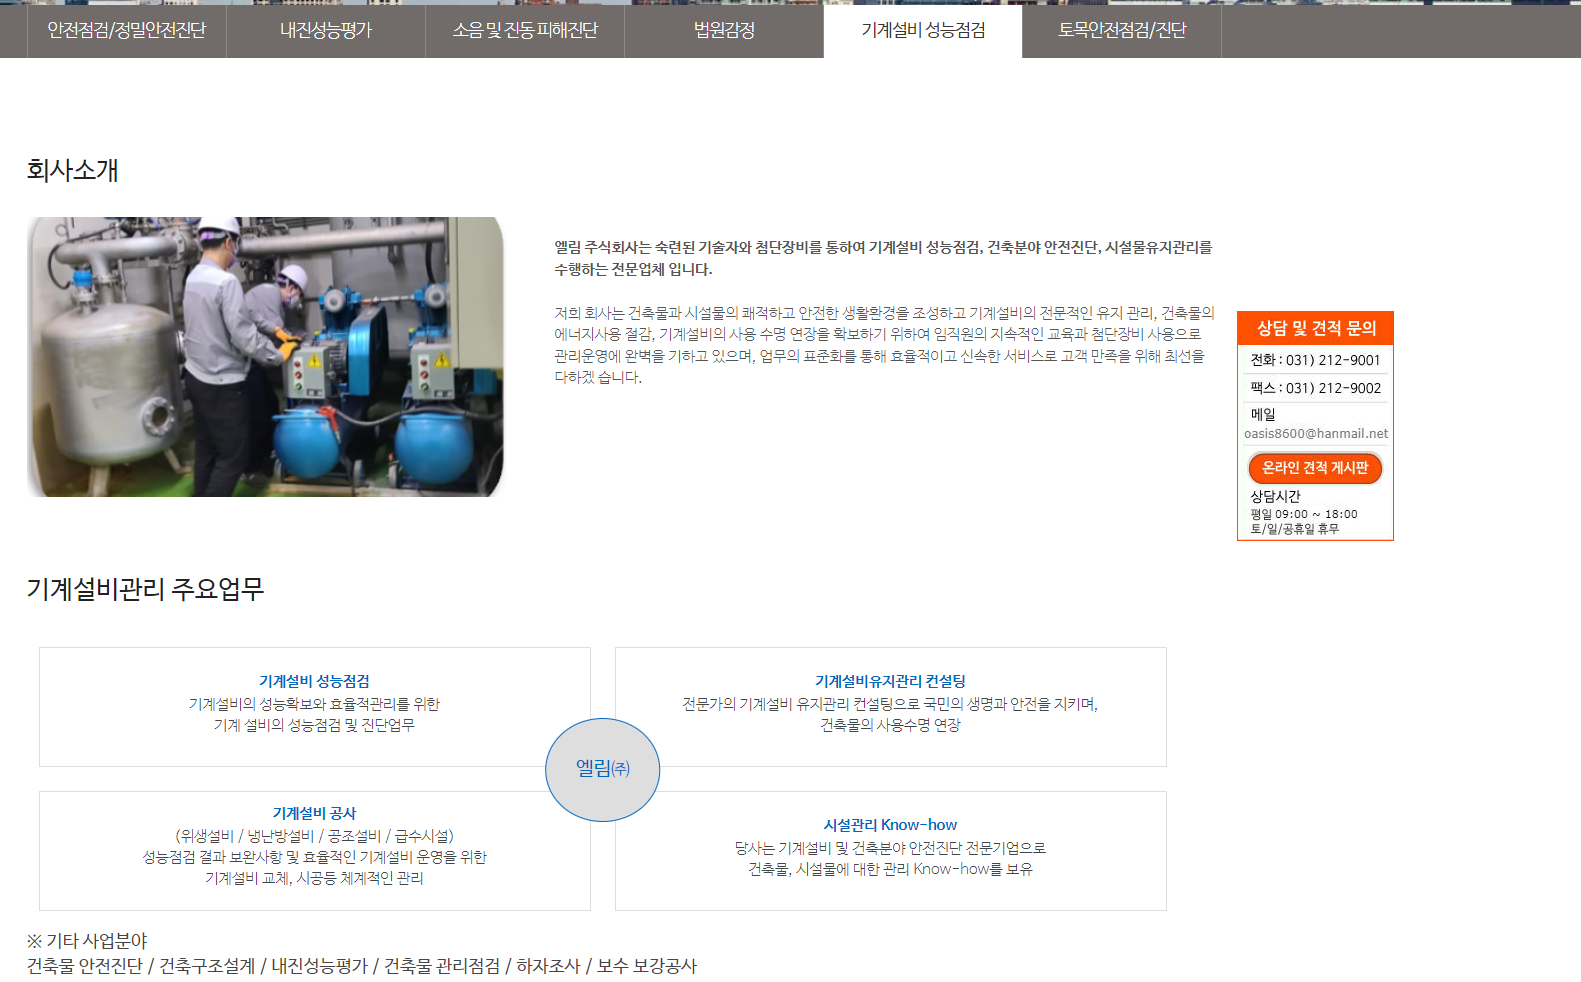 안전점검/정밀안전진단
내진성능평가
소음 및 진동 피해진단
법원감정
기계설비 성능점검
토목안전점검/진단
회사소개
엘림 주식회사는 숙련된 기술자와 첨단장비를 통하여 기계설비 성능점검, 건축분야 안전진단, 시설물유지관리를
수행하는 전문업체 입니다.
저희 회사는 건축물과 시설물의 쾌적하고 안전한 생활환경을 조성하고 기계설비의 전문적인 유지 관리, 건축물의
에너지사용 절감, 기계설비의 사용 수명 연장을 확보하기 위하여 임직원의 지속적인 교육과 첨단장비 사용으로
관리운영에 완벽을 기하고 있으며, 업무의 표준화를 통해 효율적이고 신속한 서비스로 고객 만족을 위해 최선을
다하겠 습니다.
상담 및 견적 문의
전화 : 031) 212-9001
팩스 : 031) 212-9002
메일
oasis8600@hanmail.net
온라인 견적 게시판
상담시간
평일 09:00 ~ 18:00
토/일/공휴일 휴무
기계설비관리 주요업무
기계설비 성능점검
기계설비의 성능확보와 효율적관리를 위한
기계 설비의 성능점검 및 진단업무
기계설비유지관리 컨설팅
전문가의 기계설비 유지관리 컨설팅으로 국민의 생명과 안전을 지키며,
건축물의 사용수명 연장
엘림㈜
기계설비 공사
(위생설비 / 냉난방설비 / 공조설비 / 급수시설)
성능점검 결과 보완사항 및 효율적인 기계설비 운영을 위한
기계설비 교체, 시공등 체계적인 관리
시설관리 Know-how
당사는 기계설비 및 건축분야 안전진단 전문기업으로
건축물, 시설물에 대한 관리 Know-how를 보유
※ 기타 사업분야
건축물 안전진단 / 건축구조설계 / 내진성능평가 / 건축물 관리점검 / 하자조사 / 보수 보강공사